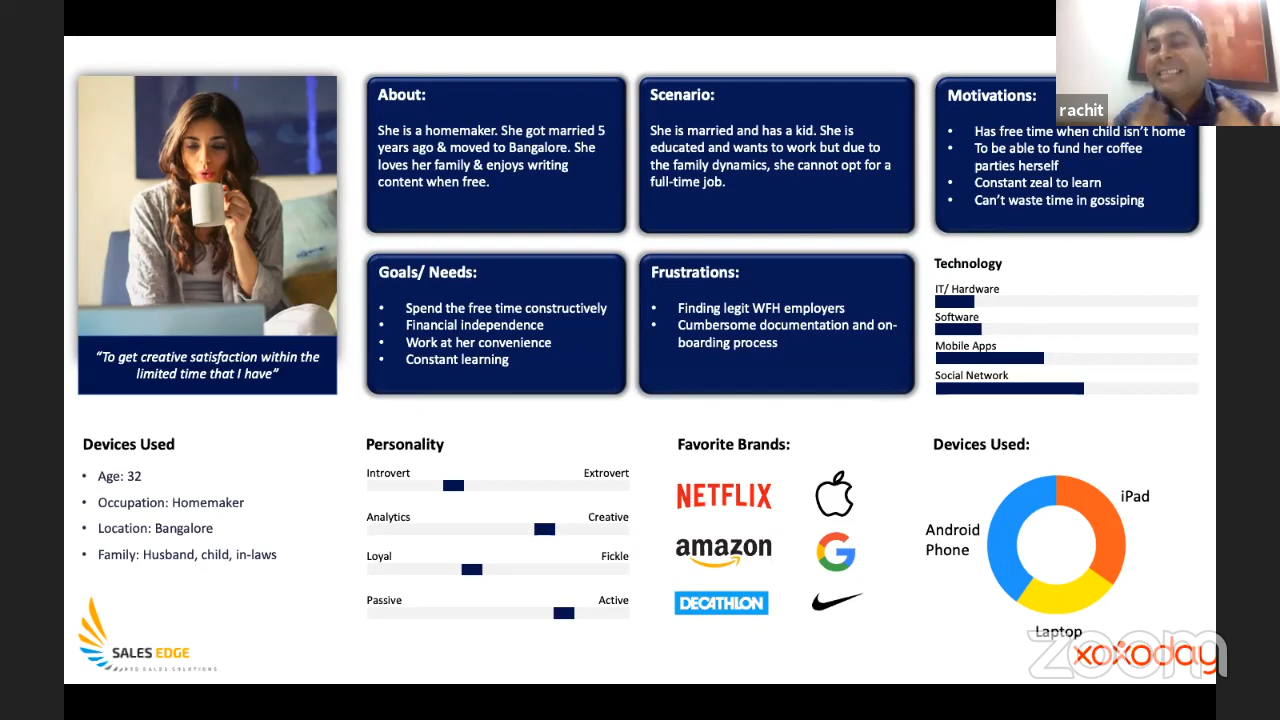 About:
She is a homemaker. She got married 5
years ago & moved to Bangalore. She
loves her family & enjoys writing
content when free.
Scenario:
She is married and has a kid. She is
educated and wants to work but due to
the family dynamics, she cannot opt for a
full-time job.
Motivations:
• Has free time when child isn't home
• To be able to fund her coffee
parties herself
• Constant zeal to learn
• Can't waste time in gossiping
rachit
"To get creative satisfaction within the
limited time that I have"
Goals/ Needs:
• Spend the free time constructively
• Financial independence
• Work at her convenience
• Constant learning
Frustrations:
• Finding legit WFH employers
• Cumbersome documentation and on-
boarding process
Technology
IT/ Hardware
Software
Mobile Apps
Social Network
Devices Used
• Age: 32
• Occupation: Homemaker
• Location: Bangalore
• Family: Husband, child, in-laws
Personality
Introvert Extrovert
Analytics Creative
Loyal Fickle
Passive Active
Favorite Brands:
NETFLIX
amazon
G
DECATHLON
Devices Used:
iPad
Android
Phone
Laptop
SALES EDGE
zoom
xoxoday